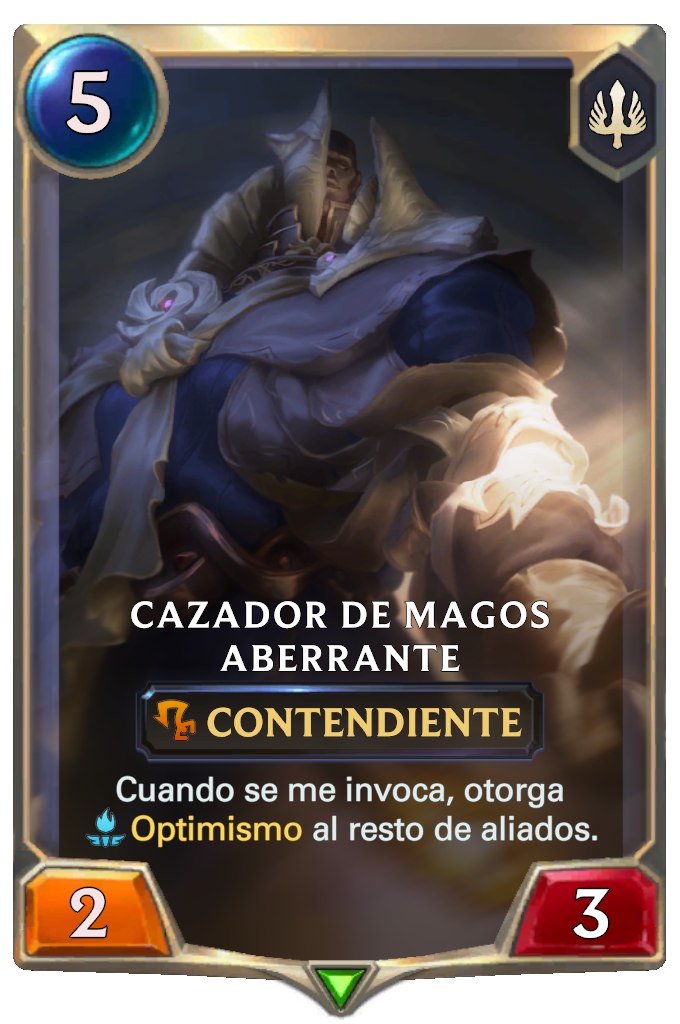 5
CAZADOR DE MAGOS
ABERRANTE
CONTENDIENTE
Cuando se me invoca, otorga
Optimismo al resto de aliados.
2
3